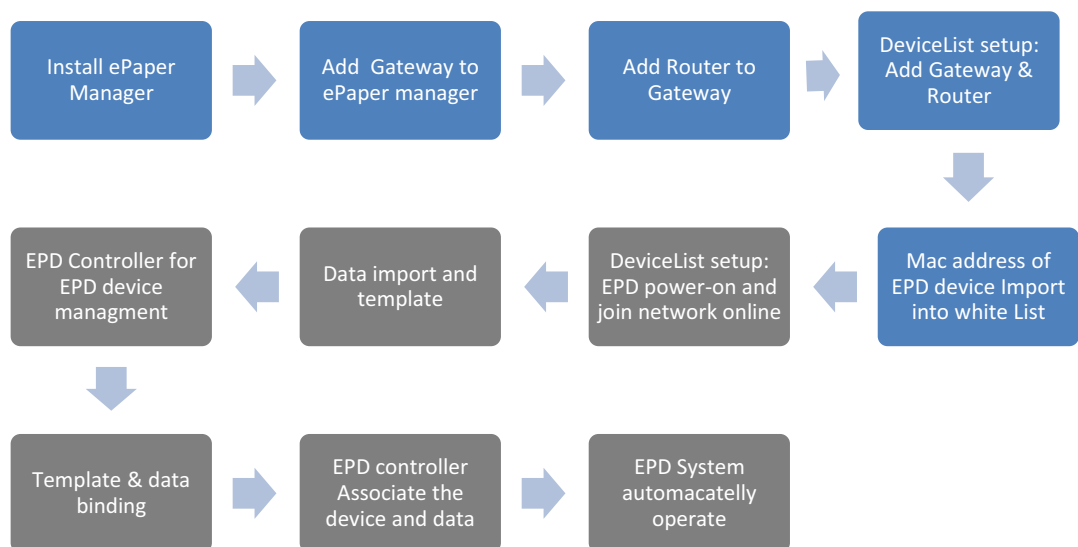 Install ePaper
Manager
Add Gateway to
ePaper manager
Add Router to
Gateway
DeviceList setup:
Add Gateway &
Router
Mac address of
EPD device Import
into white List
DeviceList setup:
EPD power-on and
join network online
Data import and
template
EPD Controller for
EPD device
managment
Template & data
binding
EPD controller
Associate the
device and data
EPD System
automacatelly
operate